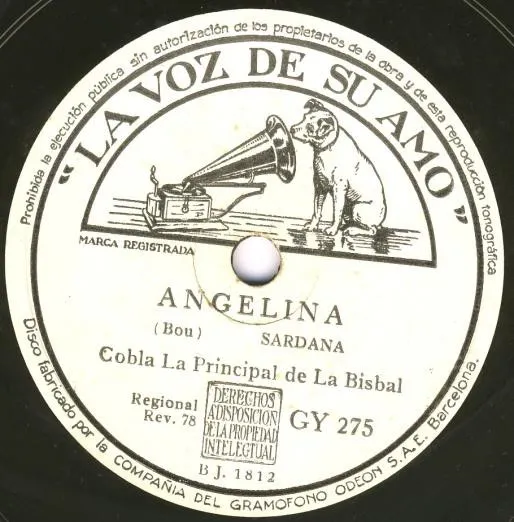 Prohibida la ejecución pública sin autorización de los propietarios de la obra y de esta reproducción fonográfica
"LA VOZ DE SU AMO"
MARCA REGISTRADA
ANGELINA
(Bou) SARDANA
Cobla La Principal de La Bisbal
Regional
Rev. 78
DERECHOS
A DISPOSICION
DE LA PROPIEDAD
INTELECTUAL
GY 275
BJ. 1812
Disco fabricado por la COMPAÑIA DEL GRAMOFONO ODEON S.A.E. Barcelona.